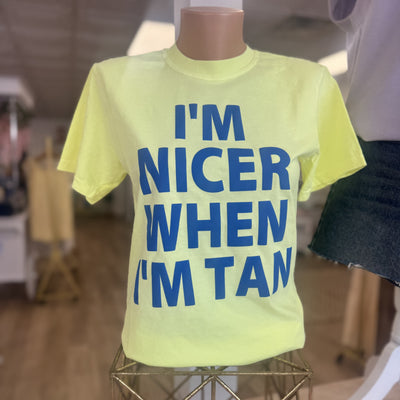 I'M
NICER
WHEN
I'M TAN